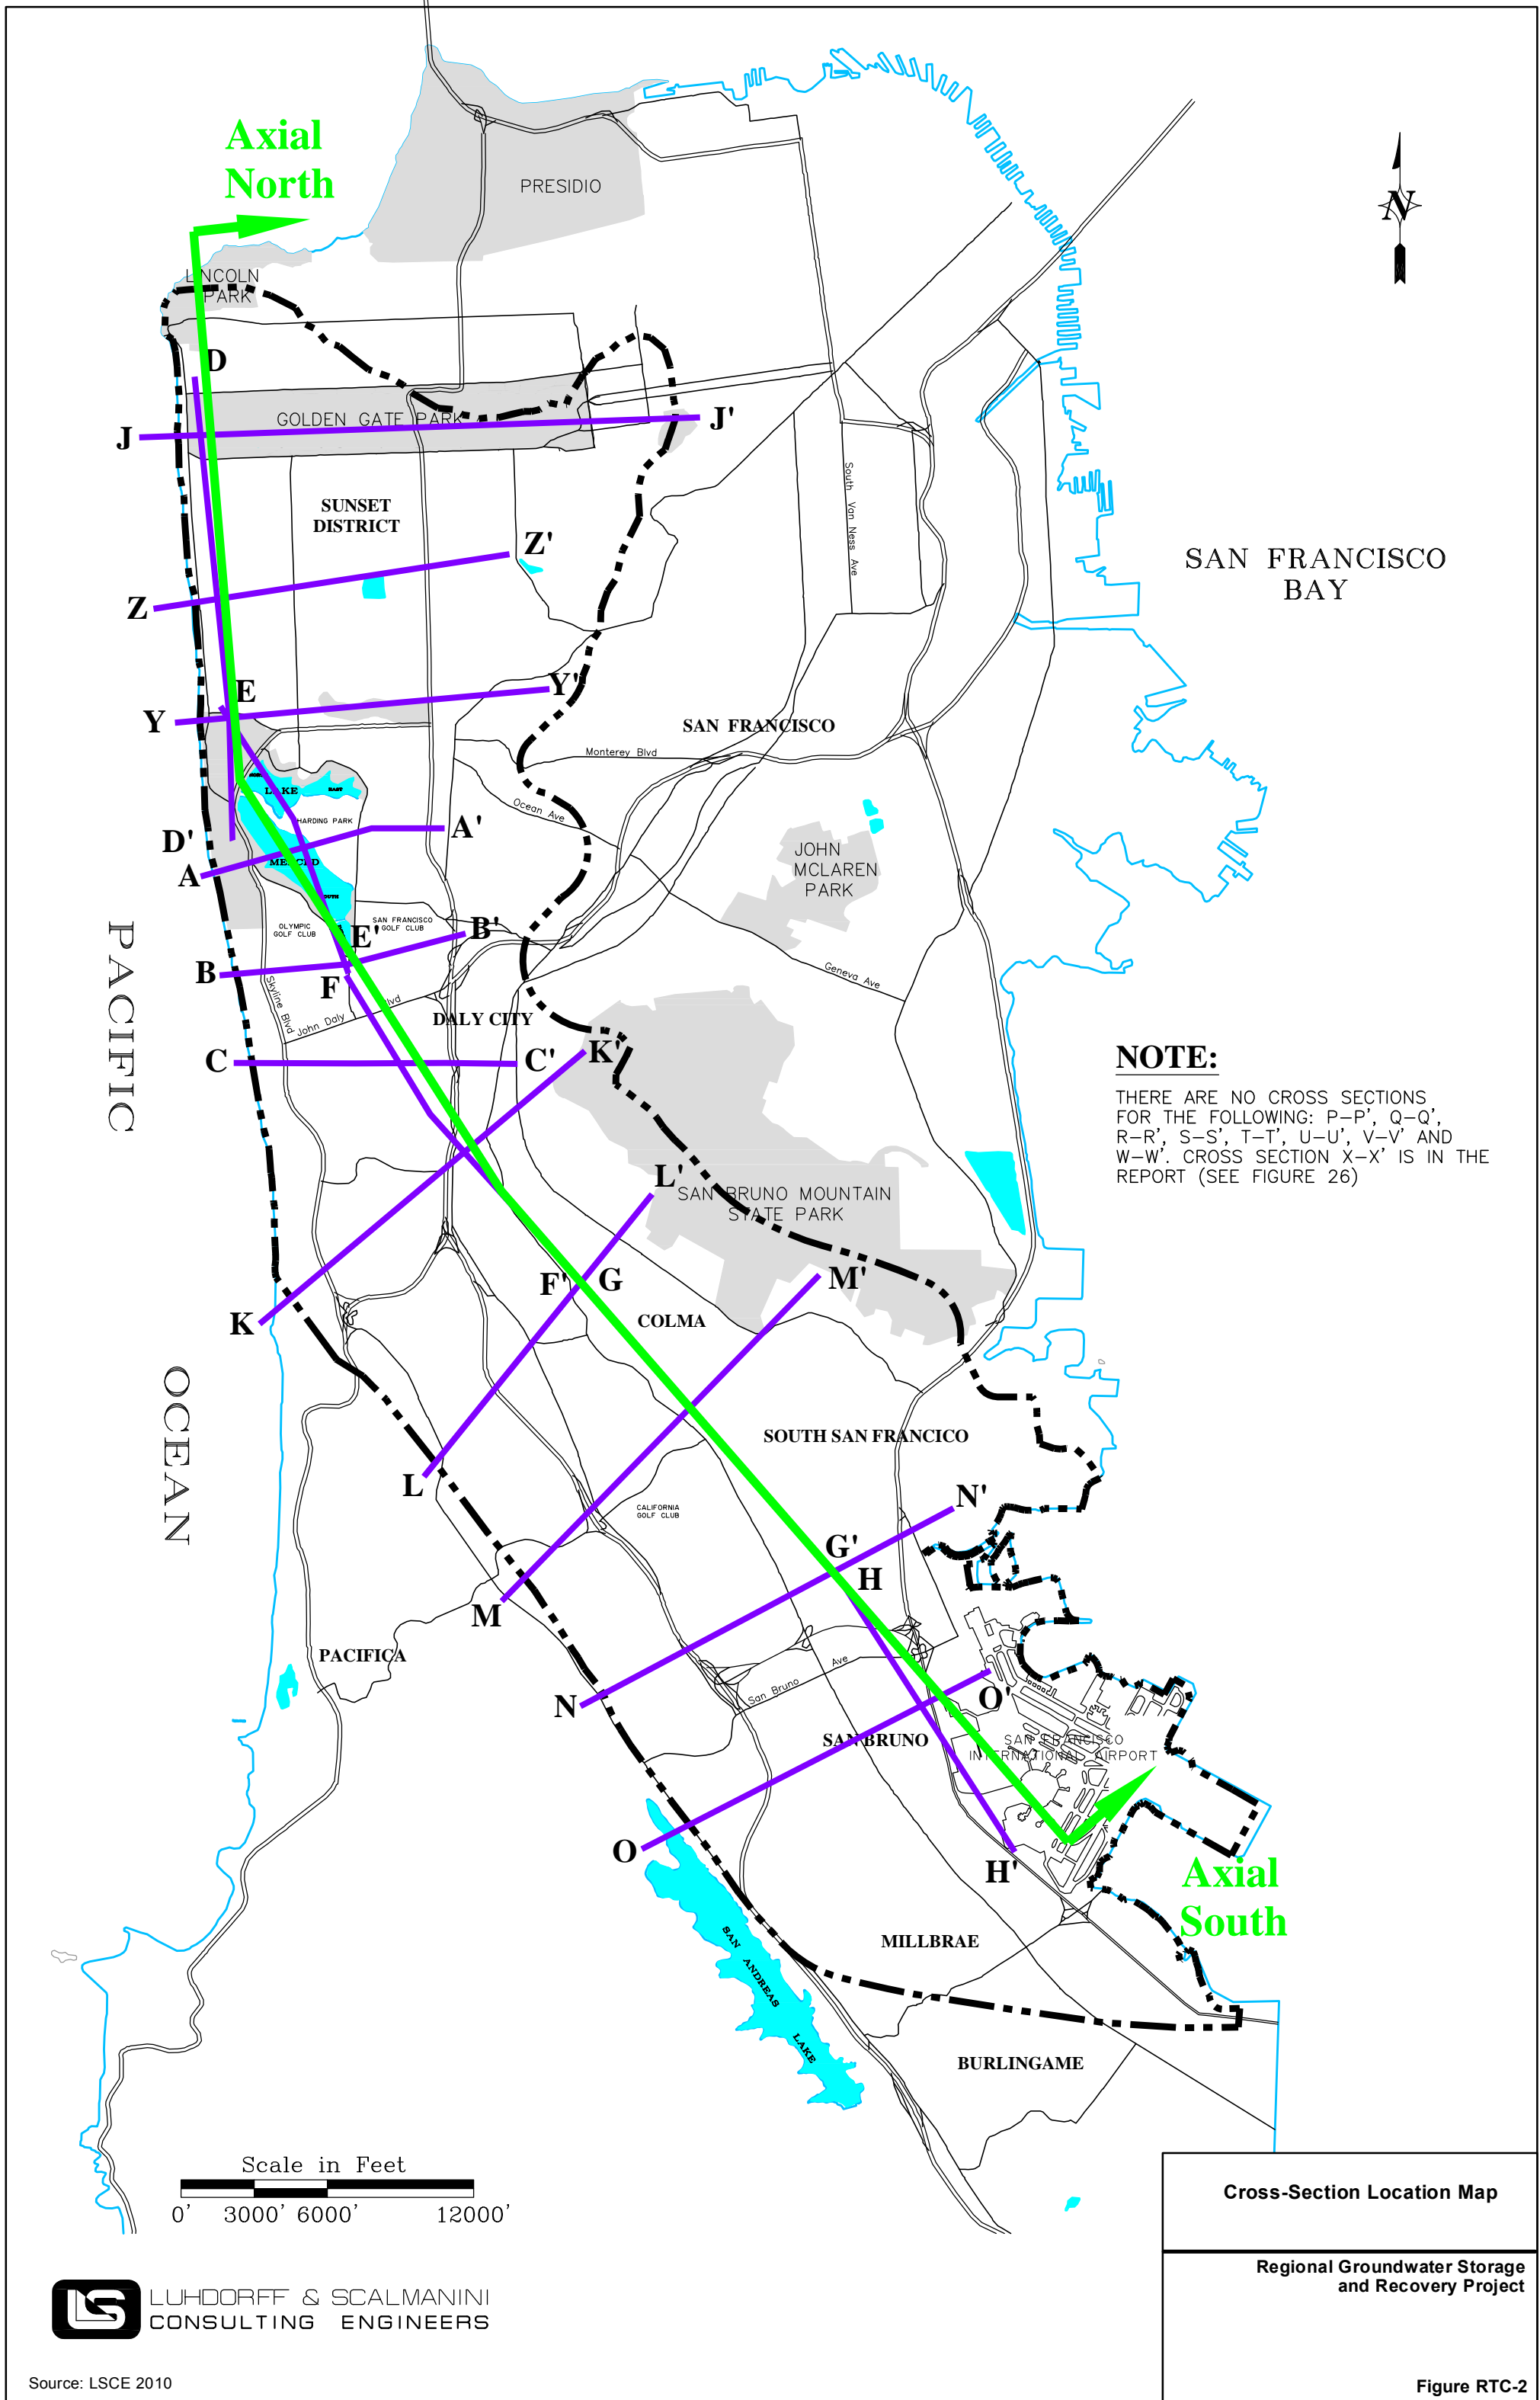 Axial
North
PRESIDIO
N
LINCOLN
PARK
D
J
GOLDEN GATE PARK
J'
SUNSET
DISTRICT
South Van Ness Ave
Z'
SAN FRANCISCO
BAY
Z
E
Y'
Y
SAN FRANCISCO
Monterey Blvd
LAKE
EAST
HARDING PARK
Ocean Ave
D'
A'
MERCED
A
JOHN
MCLAREN
PARK
SOUTH
OLYMPIC
GOLF CLUB
SAN FRANCISCO
GOLF CLUB
E'
B'
B
F
Skyline Blvd
John Daly Blvd
Geneva Ave
DALY CITY
PACIFIC
C
C'
K'
NOTE:
THERE ARE NO CROSS SECTIONS
FOR THE FOLLOWING: P-P', Q-Q',
R-R', S-S', T-T', U-U', V-V' AND
W-W'. CROSS SECTION X-X' IS IN THE
REPORT (SEE FIGURE 26)
L'
SAN BRUNO MOUNTAIN
STATE PARK
F'
G
M'
K
COLMA
OCEAN
SOUTH SAN FRANCICO
L
CALIFORNIA
GOLF CLUB
N'
G'
H
M
PACIFICA
San Bruno Ave
N
O'
SAN BRUNO
SAN FRANCISCO
INTERNATIONAL AIRPORT
O
H'
Axial
South
SAN ANDREAS LAKE
MILLBRAE
BURLINGAME
Scale in Feet
0' 3000' 6000' 12000'
Cross-Section Location Map
Regional Groundwater Storage
and Recovery Project
LS
LUHDORFF & SCALMANINI
CONSULTING ENGINEERS
Source: LSCE 2010
Figure RTC-2